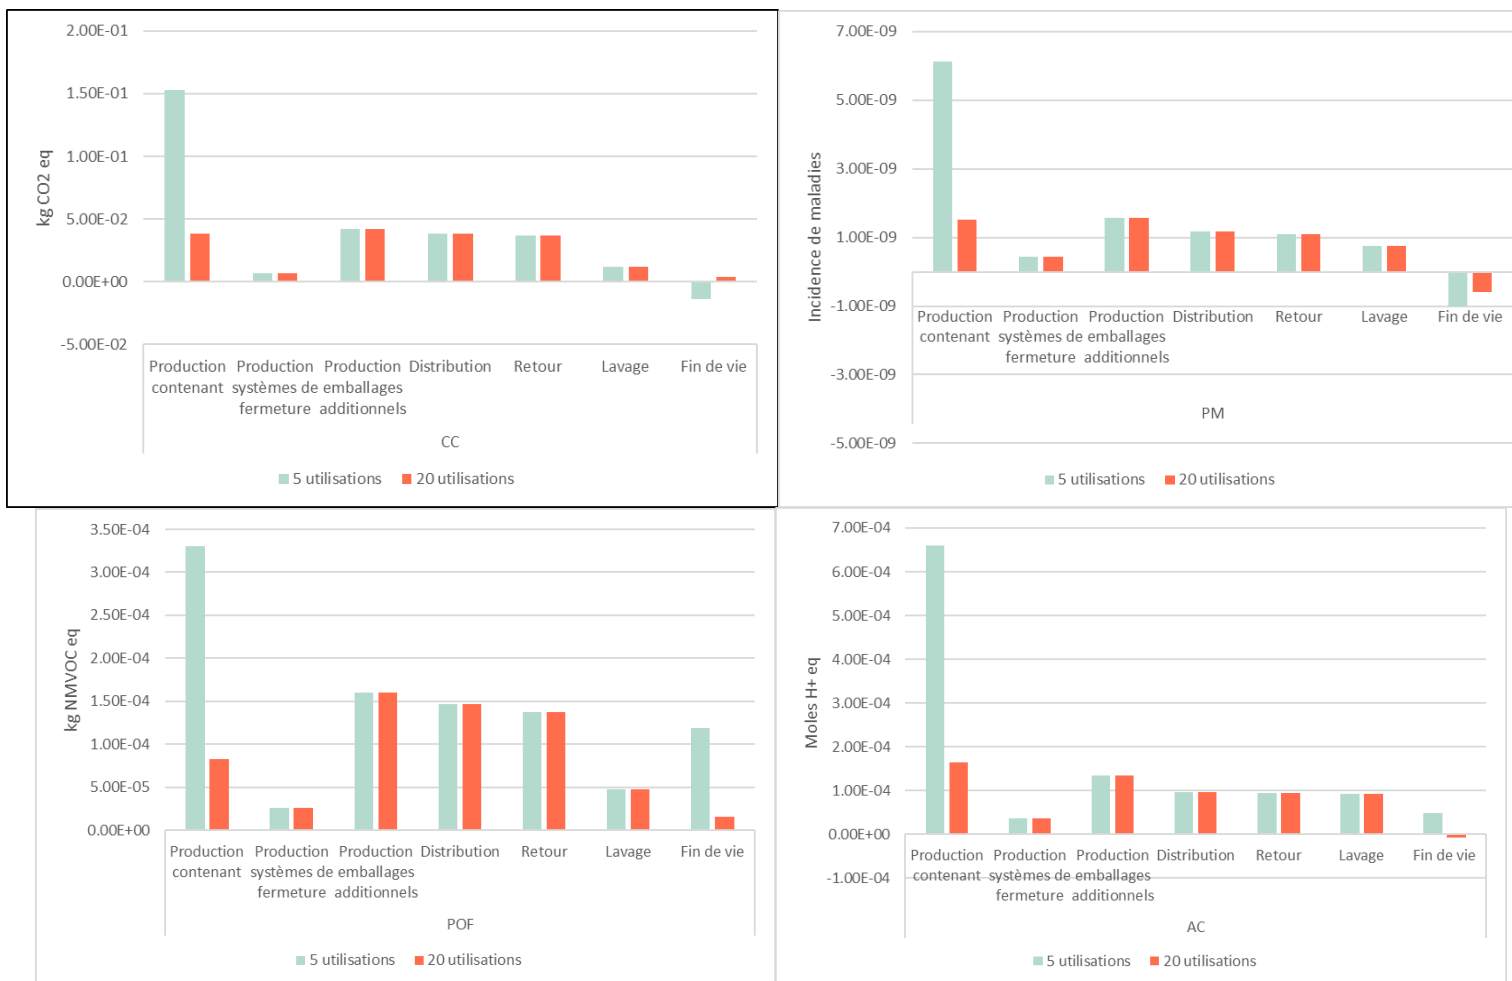 2.00E-01
1.50E-01
1.00E-01
5.00E-02
0.00E+00
-5.00E-02
kg CO2 eq
Production Production Production Distribution Retour Lavage Fin de vie
contenant systèmes de emballages
fermeture additionnels
CC
5 utilisations 20 utilisations
7.00E-09
5.00E-09
3.00E-09
1.00E-09
-1.00E-09
-3.00E-09
-5.00E-09
Incidence de maladies
Production Production Production Distribution Retour Lavage Fin de vie
contenant systèmes de emballages
fermeture additionnels
PM
5 utilisations 20 utilisations
3.50E-04
3.00E-04
2.50E-04
2.00E-04
1.50E-04
1.00E-04
5.00E-05
0.00E+00
kg NMVOC eq
Production Production Production Distribution Retour Lavage Fin de vie
contenant systèmes de emballages
fermeture additionnels
POF
5 utilisations 20 utilisations
7.00E-04
6.00E-04
5.00E-04
4.00E-04
3.00E-04
2.00E-04
1.00E-04
0.00E+00
-1.00E-04
Moles H+ eq
Production Production Production Distribution Retour Lavage Fin de vie
contenant systèmes de emballages
fermeture additionnels
AC
5 utilisations 20 utilisations